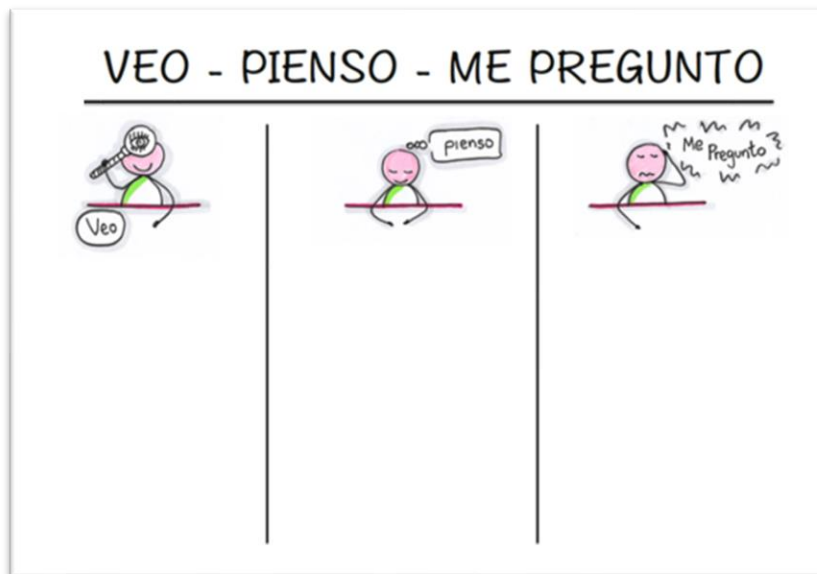 VEO - PIENSO - ME PREGUNTO
Veo
pienso
Me
Pregunto